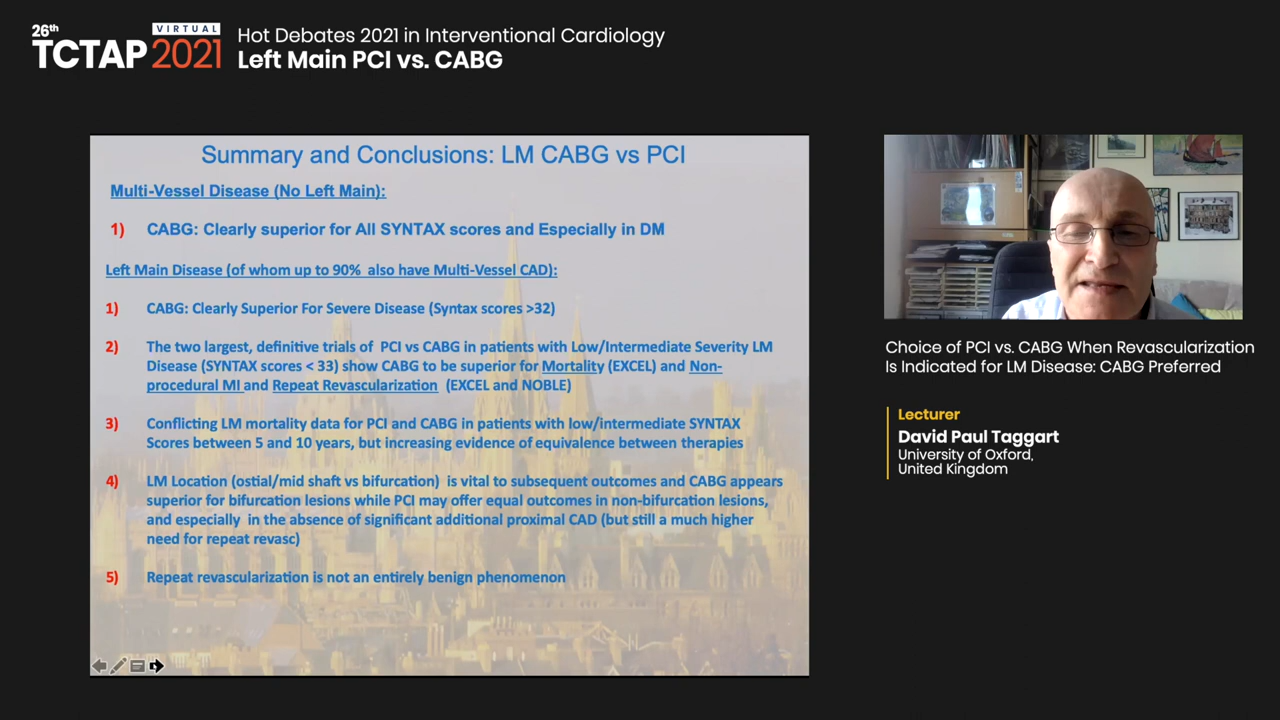 26th
TCTAP
VIRTUAL
2021
Hot Debates 2021 in Interventional Cardiology
Left Main PCI vs. CABG
Summary and Conclusions: LM CABG vs PCI
Multi-Vessel Disease (No Left Main):
1) CABG: Clearly superior for All SYNTAX scores and Especially in DM
Left Main Disease (of whom up to 90% also have Multi-Vessel CAD):
1) CABG: Clearly Superior For Severe Disease (Syntax scores >32)
2) The two largest, definitive trials of PCI vs CABG in patients with Low/Intermediate Severity LM
Disease (SYNTAX scores < 33) show CABG to be superior for Mortality (EXCEL) and Non-
procedural MI and Repeat Revascularization (EXCEL and NOBLE)
3) Conflicting LM mortality data for PCI and CABG in patients with low/intermediate SYNTAX
Scores between 5 and 10 years, but increasing evidence of equivalence between therapies
4) LM Location (ostial/mid shaft vs bifurcation) is vital to subsequent outcomes and CABG appears
superior for bifurcation lesions while PCI may offer equal outcomes in non-bifurcation lesions,
and especially in the absence of significant additional proximal CAD (but still a much higher
need for repeat revasc)
5) Repeat revascularization is not an entirely benign phenomenon
Choice of PCI vs. CABG When Revascularization
Is Indicated for LM Disease: CABG Preferred
Lecturer
David Paul Taggart
University of Oxford,
United Kingdom